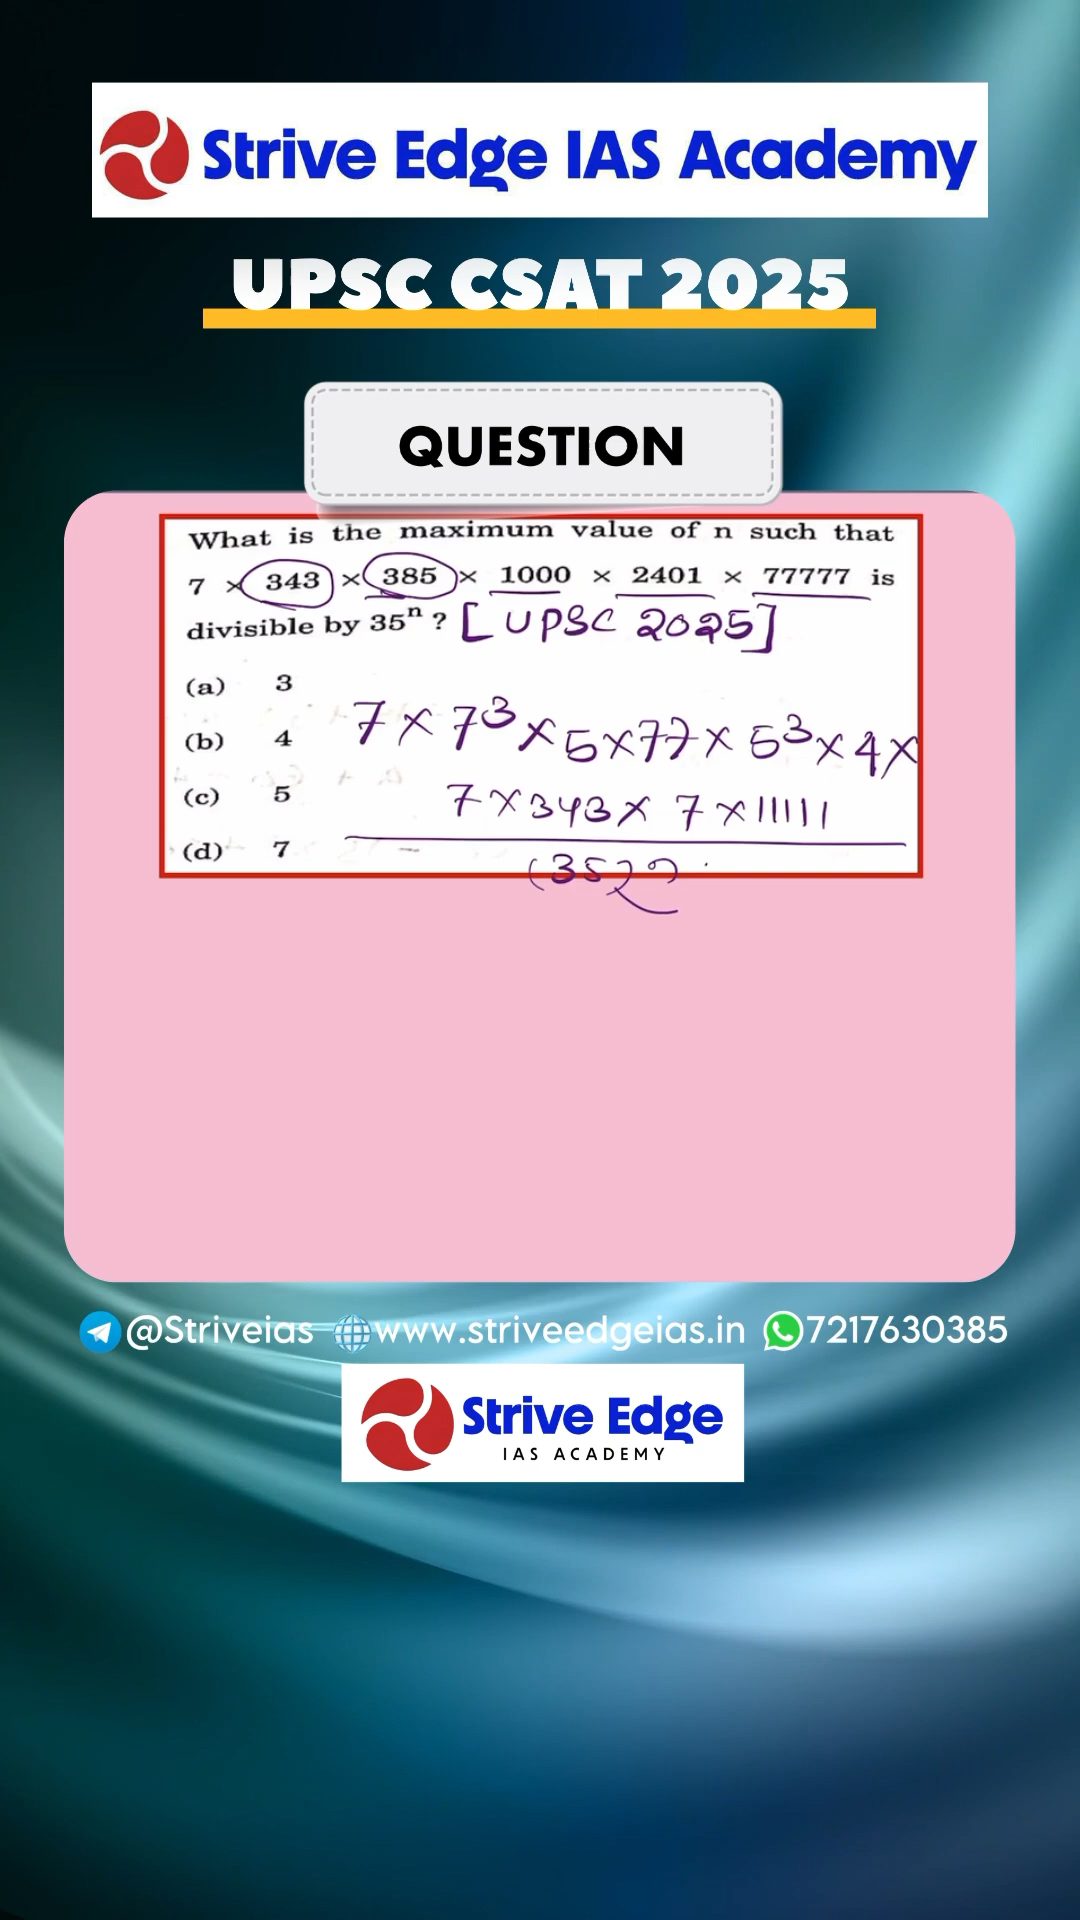 Strive Edge IAS Academy
UPSC CSAT 2025
QUESTION
What is the maximum value of n such that
7 × 343 × 385 × 1000 × 2401 × 77777 is
divisible by 35ⁿ ? [UPSC 2025]
(a) 3
(b) 4
(c) 5
(d) 7
7 × 7³ × 5 × 77 × 5³ × 4 ×
7 × 343 × 7 × 11111
(35)
@Striveias www.striveedgeias.in 7217630385
Strive Edge
IAS ACADEMY